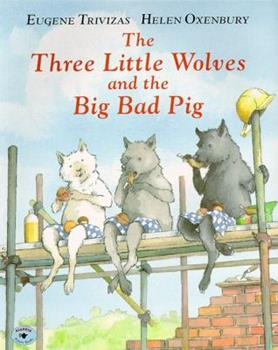 EUGENE TRIVIZAS HELEN OXENBURY
The
Three Little Wolves
and the
Big Bad Pig